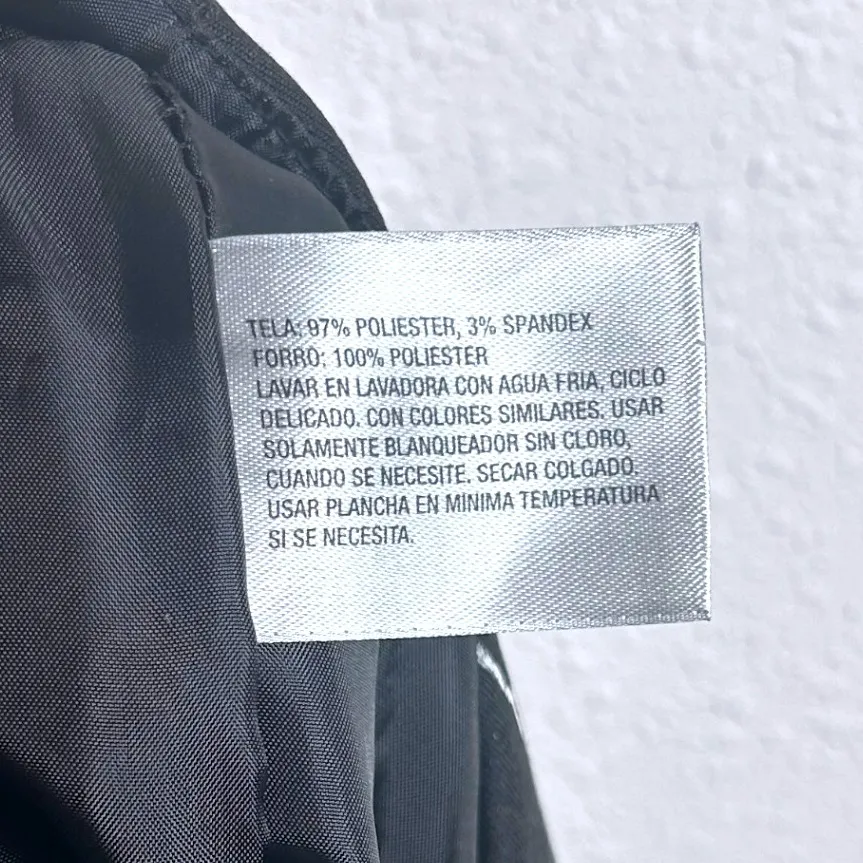 TELA: 97% POLIESTER, 3% SPANDEX
FORRO: 100% POLIESTER
LAVAR EN LAVADORA CON AGUA FRIA, CICLO
DELICADO. CON COLORES SIMILARES. USAR
SOLAMENTE BLANQUEADOR SIN CLORO,
CUANDO SE NECESITE. SECAR COLGADO.
USAR PLANCHA EN MINIMA TEMPERATURA
SI SE NECESITA.